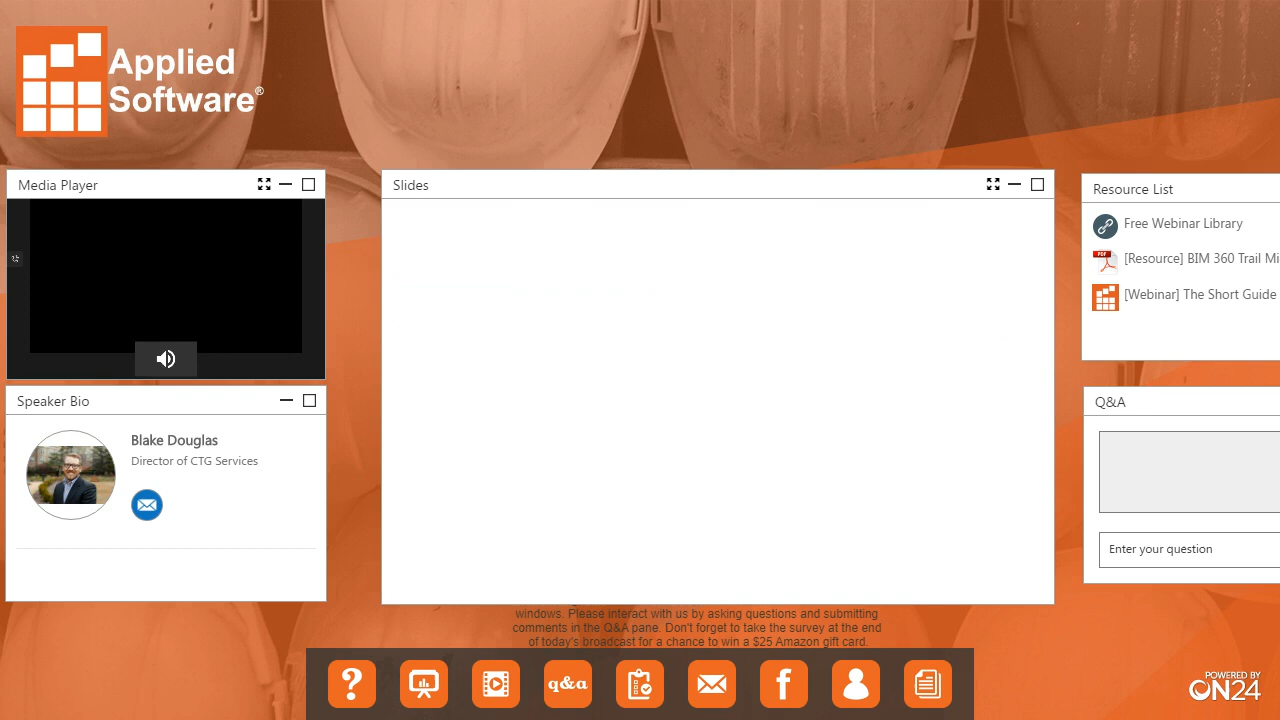 Applied
Software®
Media Player
Slides
Resource List
Free Webinar Library
PDF
[Resource] BIM 360 Trail Mi
[Webinar] The Short Guide
Speaker Bio
Blake Douglas
Director of CTG Services
Q&A
Enter your question
windows. Please interact with us by asking questions and submitting
comments in the Q&A pane. Don't forget to take the survey at the end
of today's broadcast for a chance to win a $25 Amazon gift card.
?
q&a
f
POWERED BY
ON24